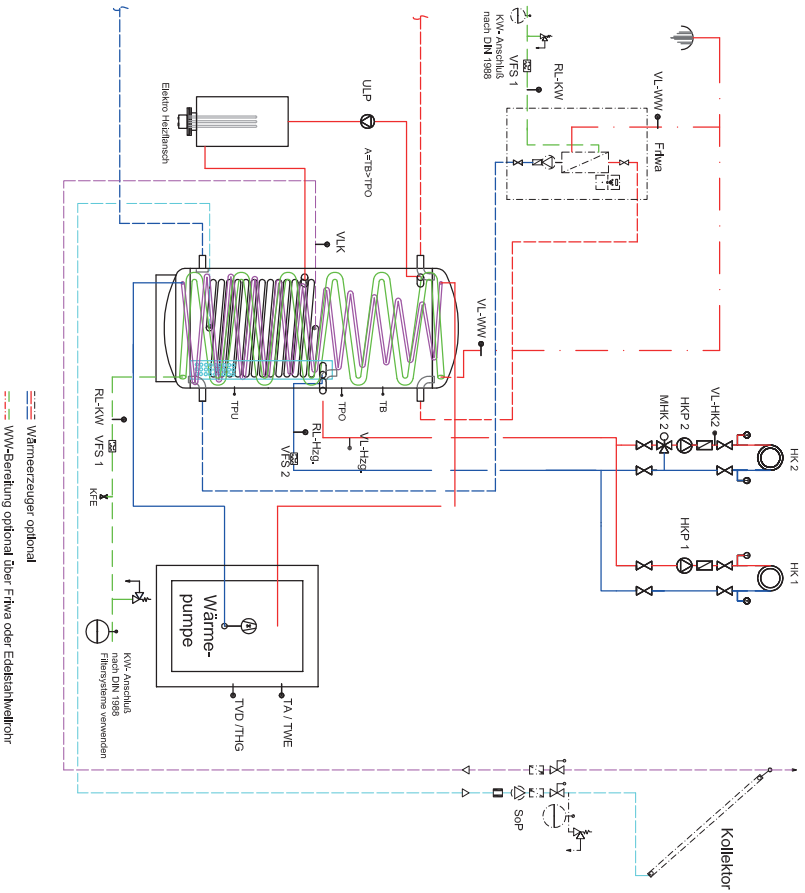 KW- Anschluß
nach DIN 1988
VFS 1
RL-KW
VL-WW
Friwa
ULP
A=TB>TPO
Elektro Heizflansch
VLK
VL-WW
TPU
TPO
TB
RL-Hzg.
VL-Hzg.
VFS 2
VL-HK2
MHK 2
HKP 2
HK 2
HKP 1
HK 1
RL-KW
VFS 1
KFE
KW- Anschluß
nach DIN 1988
Filtersysteme verwenden
Wärme-
pumpe
TVD /THG
TA / TWE
SoP
Kollektor
Wärmeerzeuger optional
WW-Bereitung optional über Friwa oder Edelstahlwellrohr